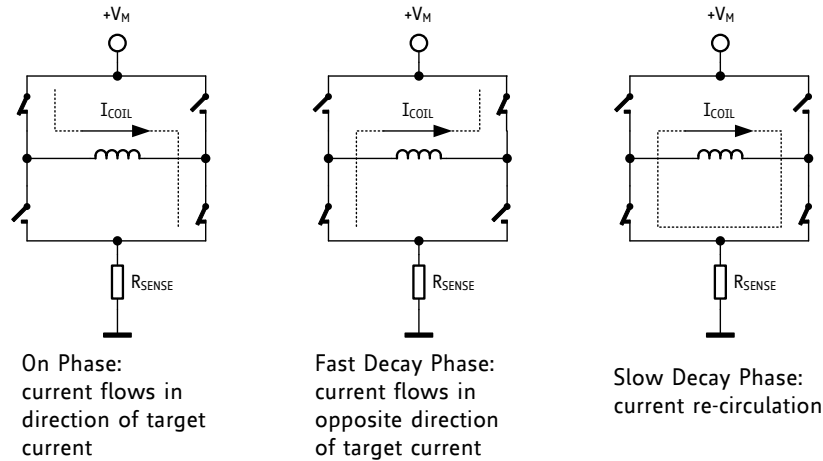 +VM
+VM
+VM
ICOIL
ICOIL
ICOIL
RSENSE
RSENSE
RSENSE
On Phase:
current flows in
direction of target
current
Fast Decay Phase:
current flows in
opposite direction
of target current
Slow Decay Phase:
current re-circulation